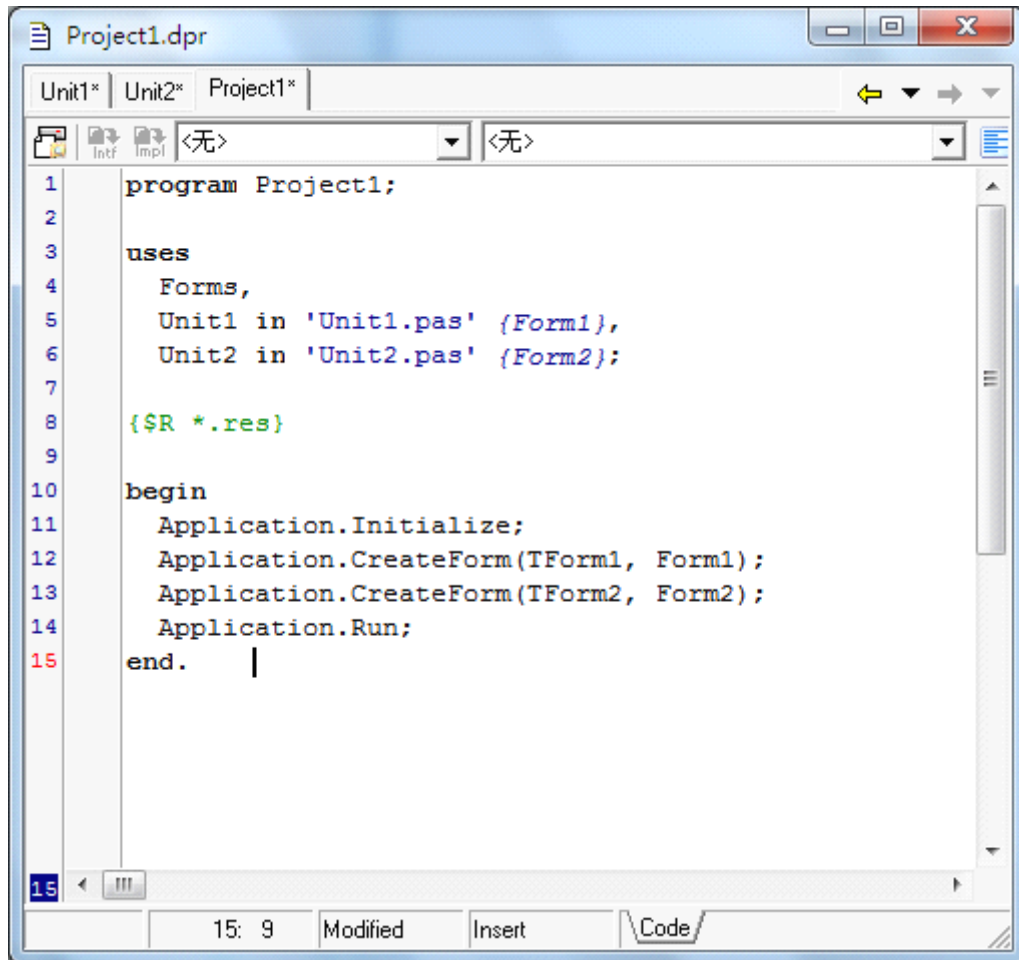 Project1.dpr
Unit1* Unit2* Project1*
Intf Impl <无> <无>
1 program Project1;
2
3 uses
4 Forms,
5 Unit1 in 'Unit1.pas' {Form1},
6 Unit2 in 'Unit2.pas' {Form2};
7
8 {$R *.res}
9
10 begin
11 Application.Initialize;
12 Application.CreateForm(TForm1, Form1);
13 Application.CreateForm(TForm2, Form2);
14 Application.Run;
15 end.
15
15: 9 Modified Insert \Code/